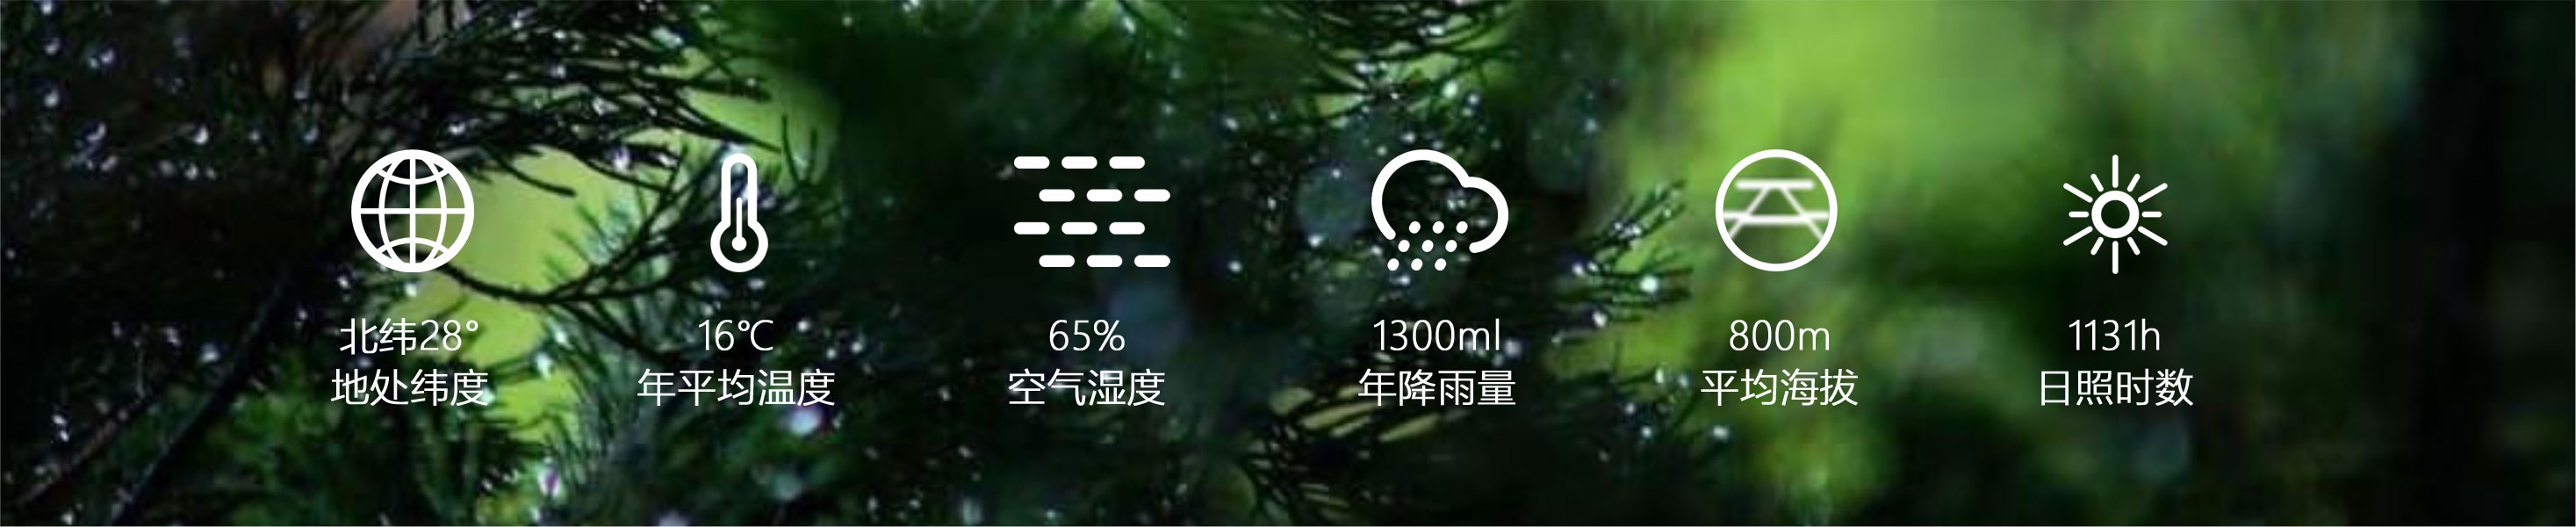 北纬28°
地处纬度
16℃
年平均温度
65%
空气湿度
1300ml
年降雨量
800m
平均海拔
1131h
日照时数